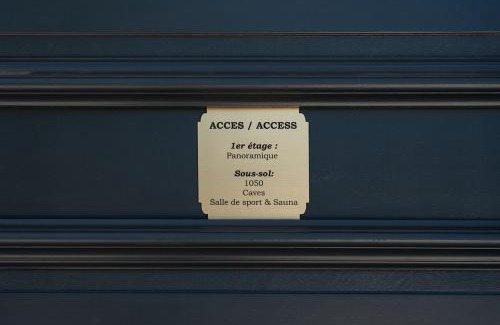 ACCES / ACCESS
1er étage :
Panoramique
Sous-sol:
1050
Caves
Salle de sport & Sauna